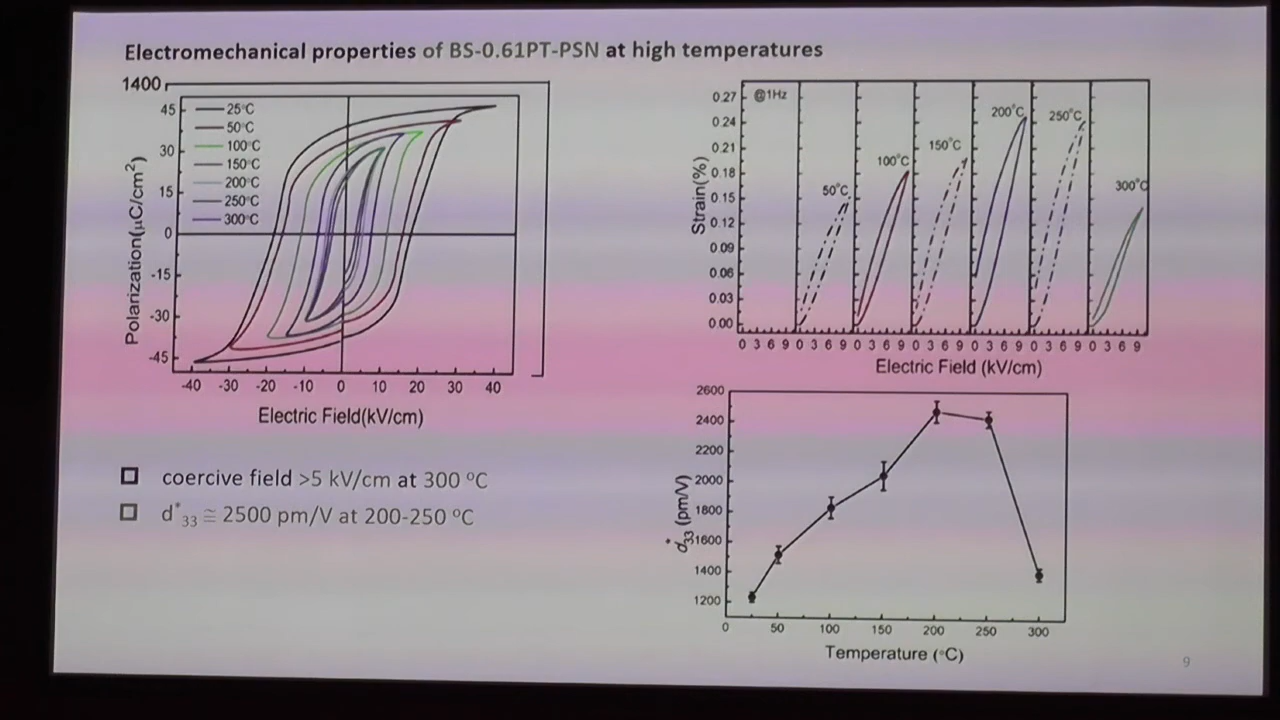 Electromechanical properties of BS-0.61PT-PSN at high temperatures
1400
45
30
15
0
-15
-30
-45
25°C
50°C
100°C
150°C
200°C
250°C
300°C
Polarization(μC/cm²)
-40 -30 -20 -10 0 10 20 30 40
Electric Field(kV/cm)
0.27
0.24
0.21
0.18
0.15
0.12
0.09
0.06
0.03
0.00
Strain(%)
@1Hz
50°C
100°C
150°C
200°C
250°C
300°C
0 3 6 9 0 3 6 9 0 3 6 9 0 3 6 9 0 3 6 9 0 3 6 9 0 3 6 9
Electric Field (kV/cm)
coercive field >5 kV/cm at 300 °C
d*33 ≅ 2500 pm/V at 200-250 °C
2600
2400
2200
2000
1800
1600
1400
1200
d*33 (pm/V)
0 50 100 150 200 250 300
Temperature (°C)
9